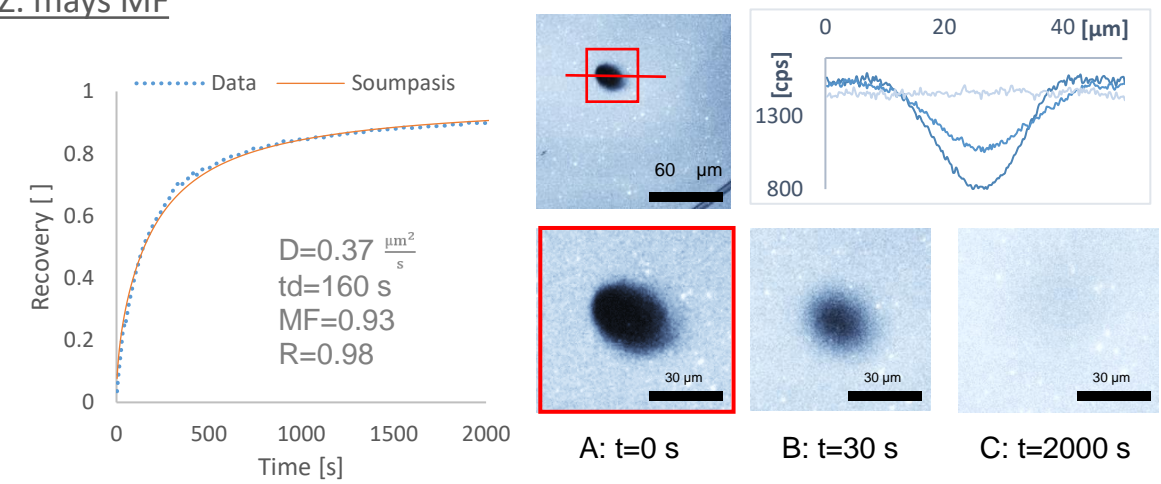 Z. mays MF
Data
Soumpasis
1
0.8
0.6
0.4
0.2
0
Recovery [ ]
D=0.37 μm²/s
td=160 s
MF=0.93
R=0.98
0 500 1000 1500 2000
Time [s]
60 μm
0 20 40 [μm]
[cps]
1300
800
30 μm
30 μm
30 μm
A: t=0 s
B: t=30 s
C: t=2000 s